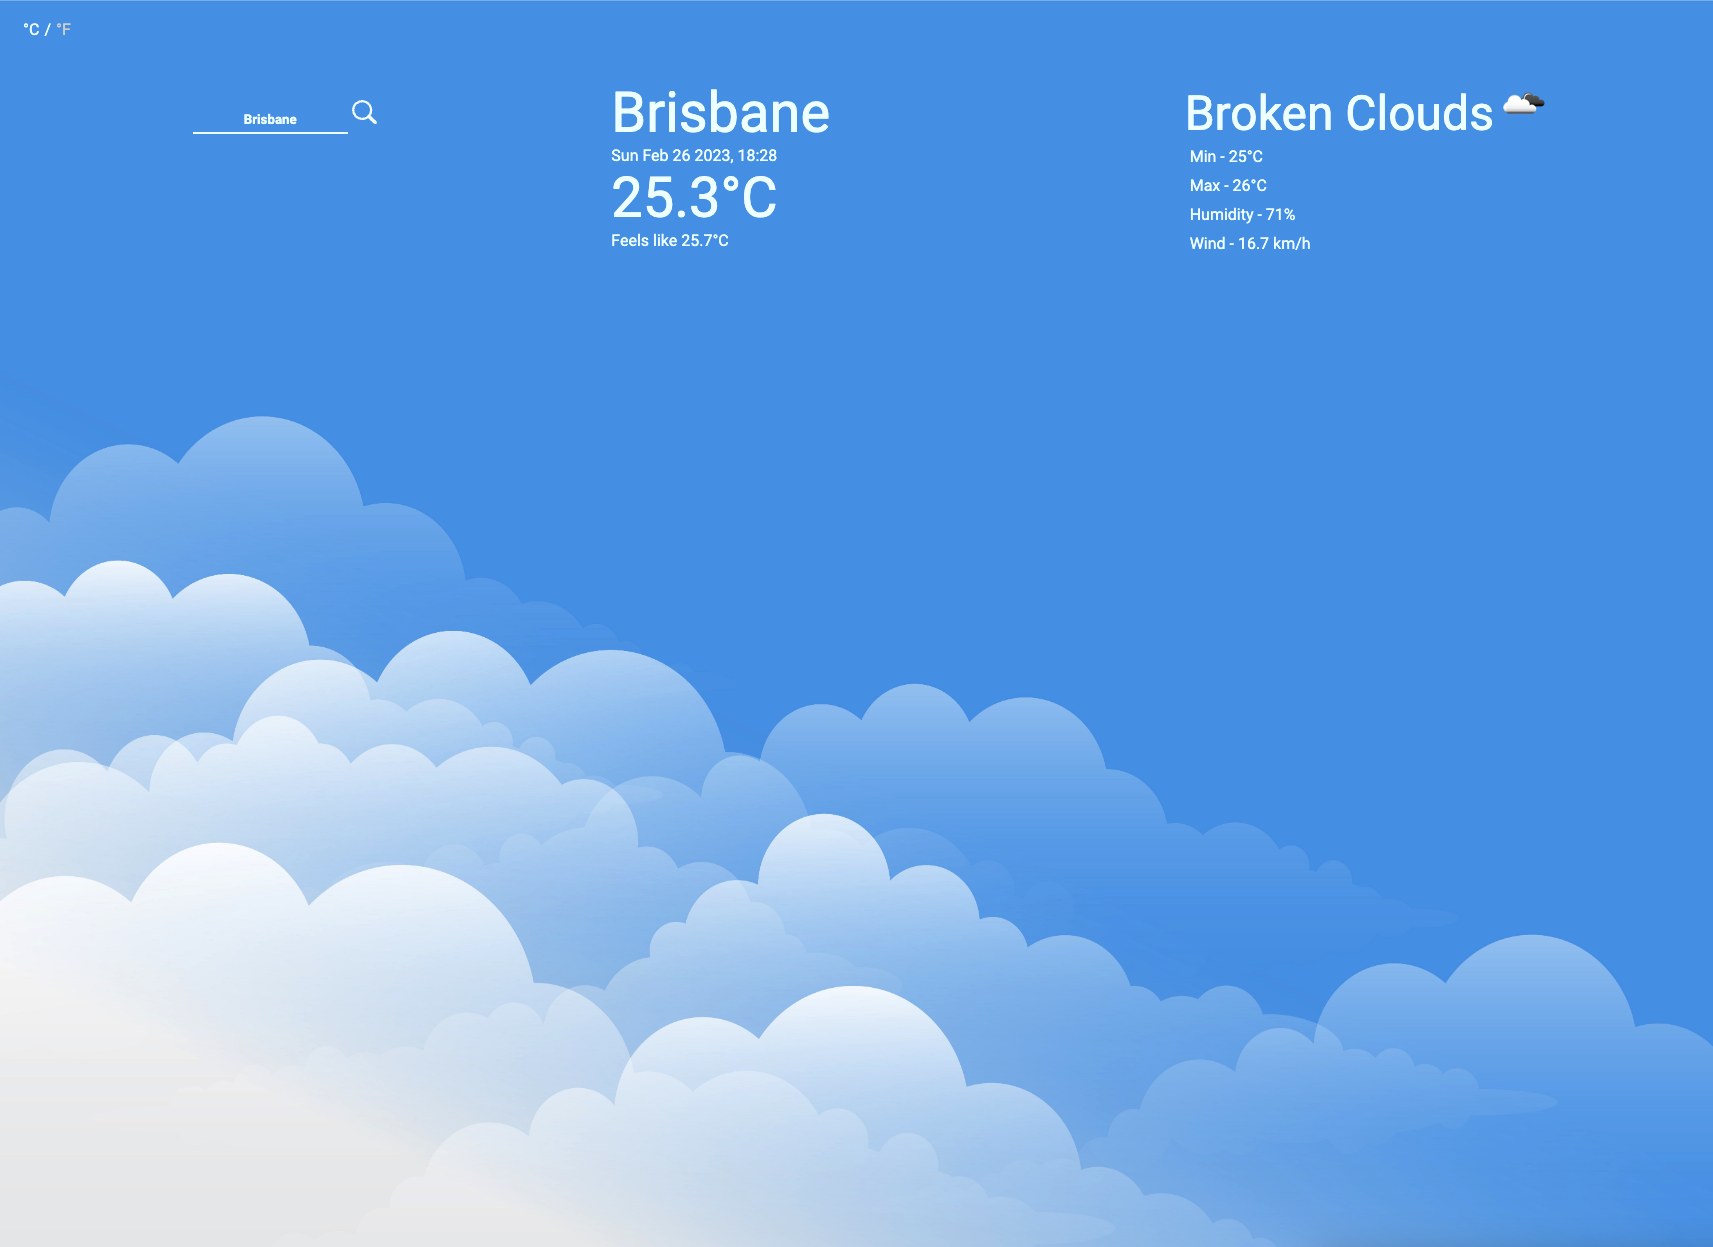 °C / °F
Brisbane
Brisbane
Sun Feb 26 2023, 18:28
25.3°C
Feels like 25.7°C
Broken Clouds
Min - 25°C
Max - 26°C
Humidity - 71%
Wind - 16.7 km/h